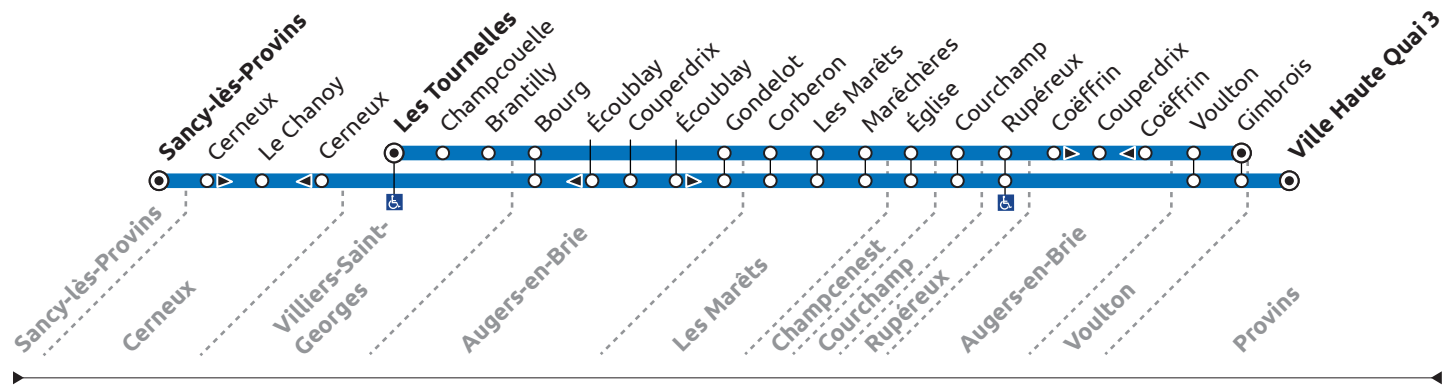 Sancy-lès-Provins
Cerneux
Le Chanoy
Cerneux
Les Tournelles
Champcouelle
Brantilly
Bourg
Écoublay
Couperdrix
Écoublay
Gondelot
Corberon
Les Marêts
Marêchères
Église
Courchamp
Rupéreux
Coëffrin
Couperdrix
Coëffrin
Voulton
Gimbrois
Ville Haute Quai 3
Sancy-lès-Provins
Cerneux
Villiers-Saint-
Georges
Augers-en-Brie
Les Marêts
Champcenest
Courchamp
Rupéreux
Augers-en-Brie
Voulton
Provins